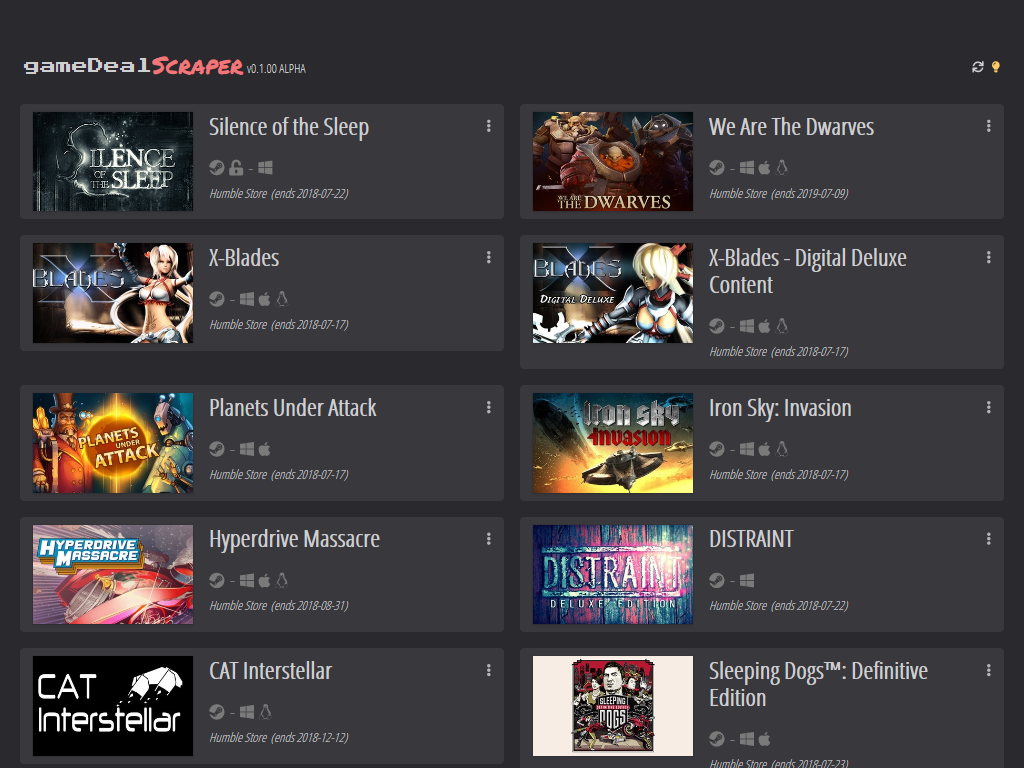 gameDealScraper v0.1.00 ALPHA
SILENCE
OF THE SLEEP
Silence of the Sleep
-
Humble Store (ends 2018-07-22)
WE ARE
THE DWARVES
We Are The Dwarves
-
Humble Store (ends 2019-07-09)
X
BLADES
X-Blades
-
Humble Store (ends 2018-07-17)
X
BLADES
DIGITAL DELUXE
X-Blades - Digital Deluxe
Content
-
Humble Store (ends 2018-07-17)
PLANETS
UNDER
ATTACK
Planets Under Attack
-
Humble Store (ends 2018-07-17)
IRON SKY
INVASION
Iron Sky: Invasion
-
Humble Store (ends 2018-07-17)
HYPERDRIVE
MASSACRE
Hyperdrive Massacre
-
Humble Store (ends 2018-08-31)
DISTRAINT
DELUXE EDITION
DISTRAINT
-
Humble Store (ends 2018-07-22)
CAT
Interstellar
CAT Interstellar
-
Humble Store (ends 2018-12-12)
SLEEPING
DEFINITIVE EDITION
DOGS
Sleeping Dogs™: Definitive
Edition
-
Humble Store (ends 2018-07-23)